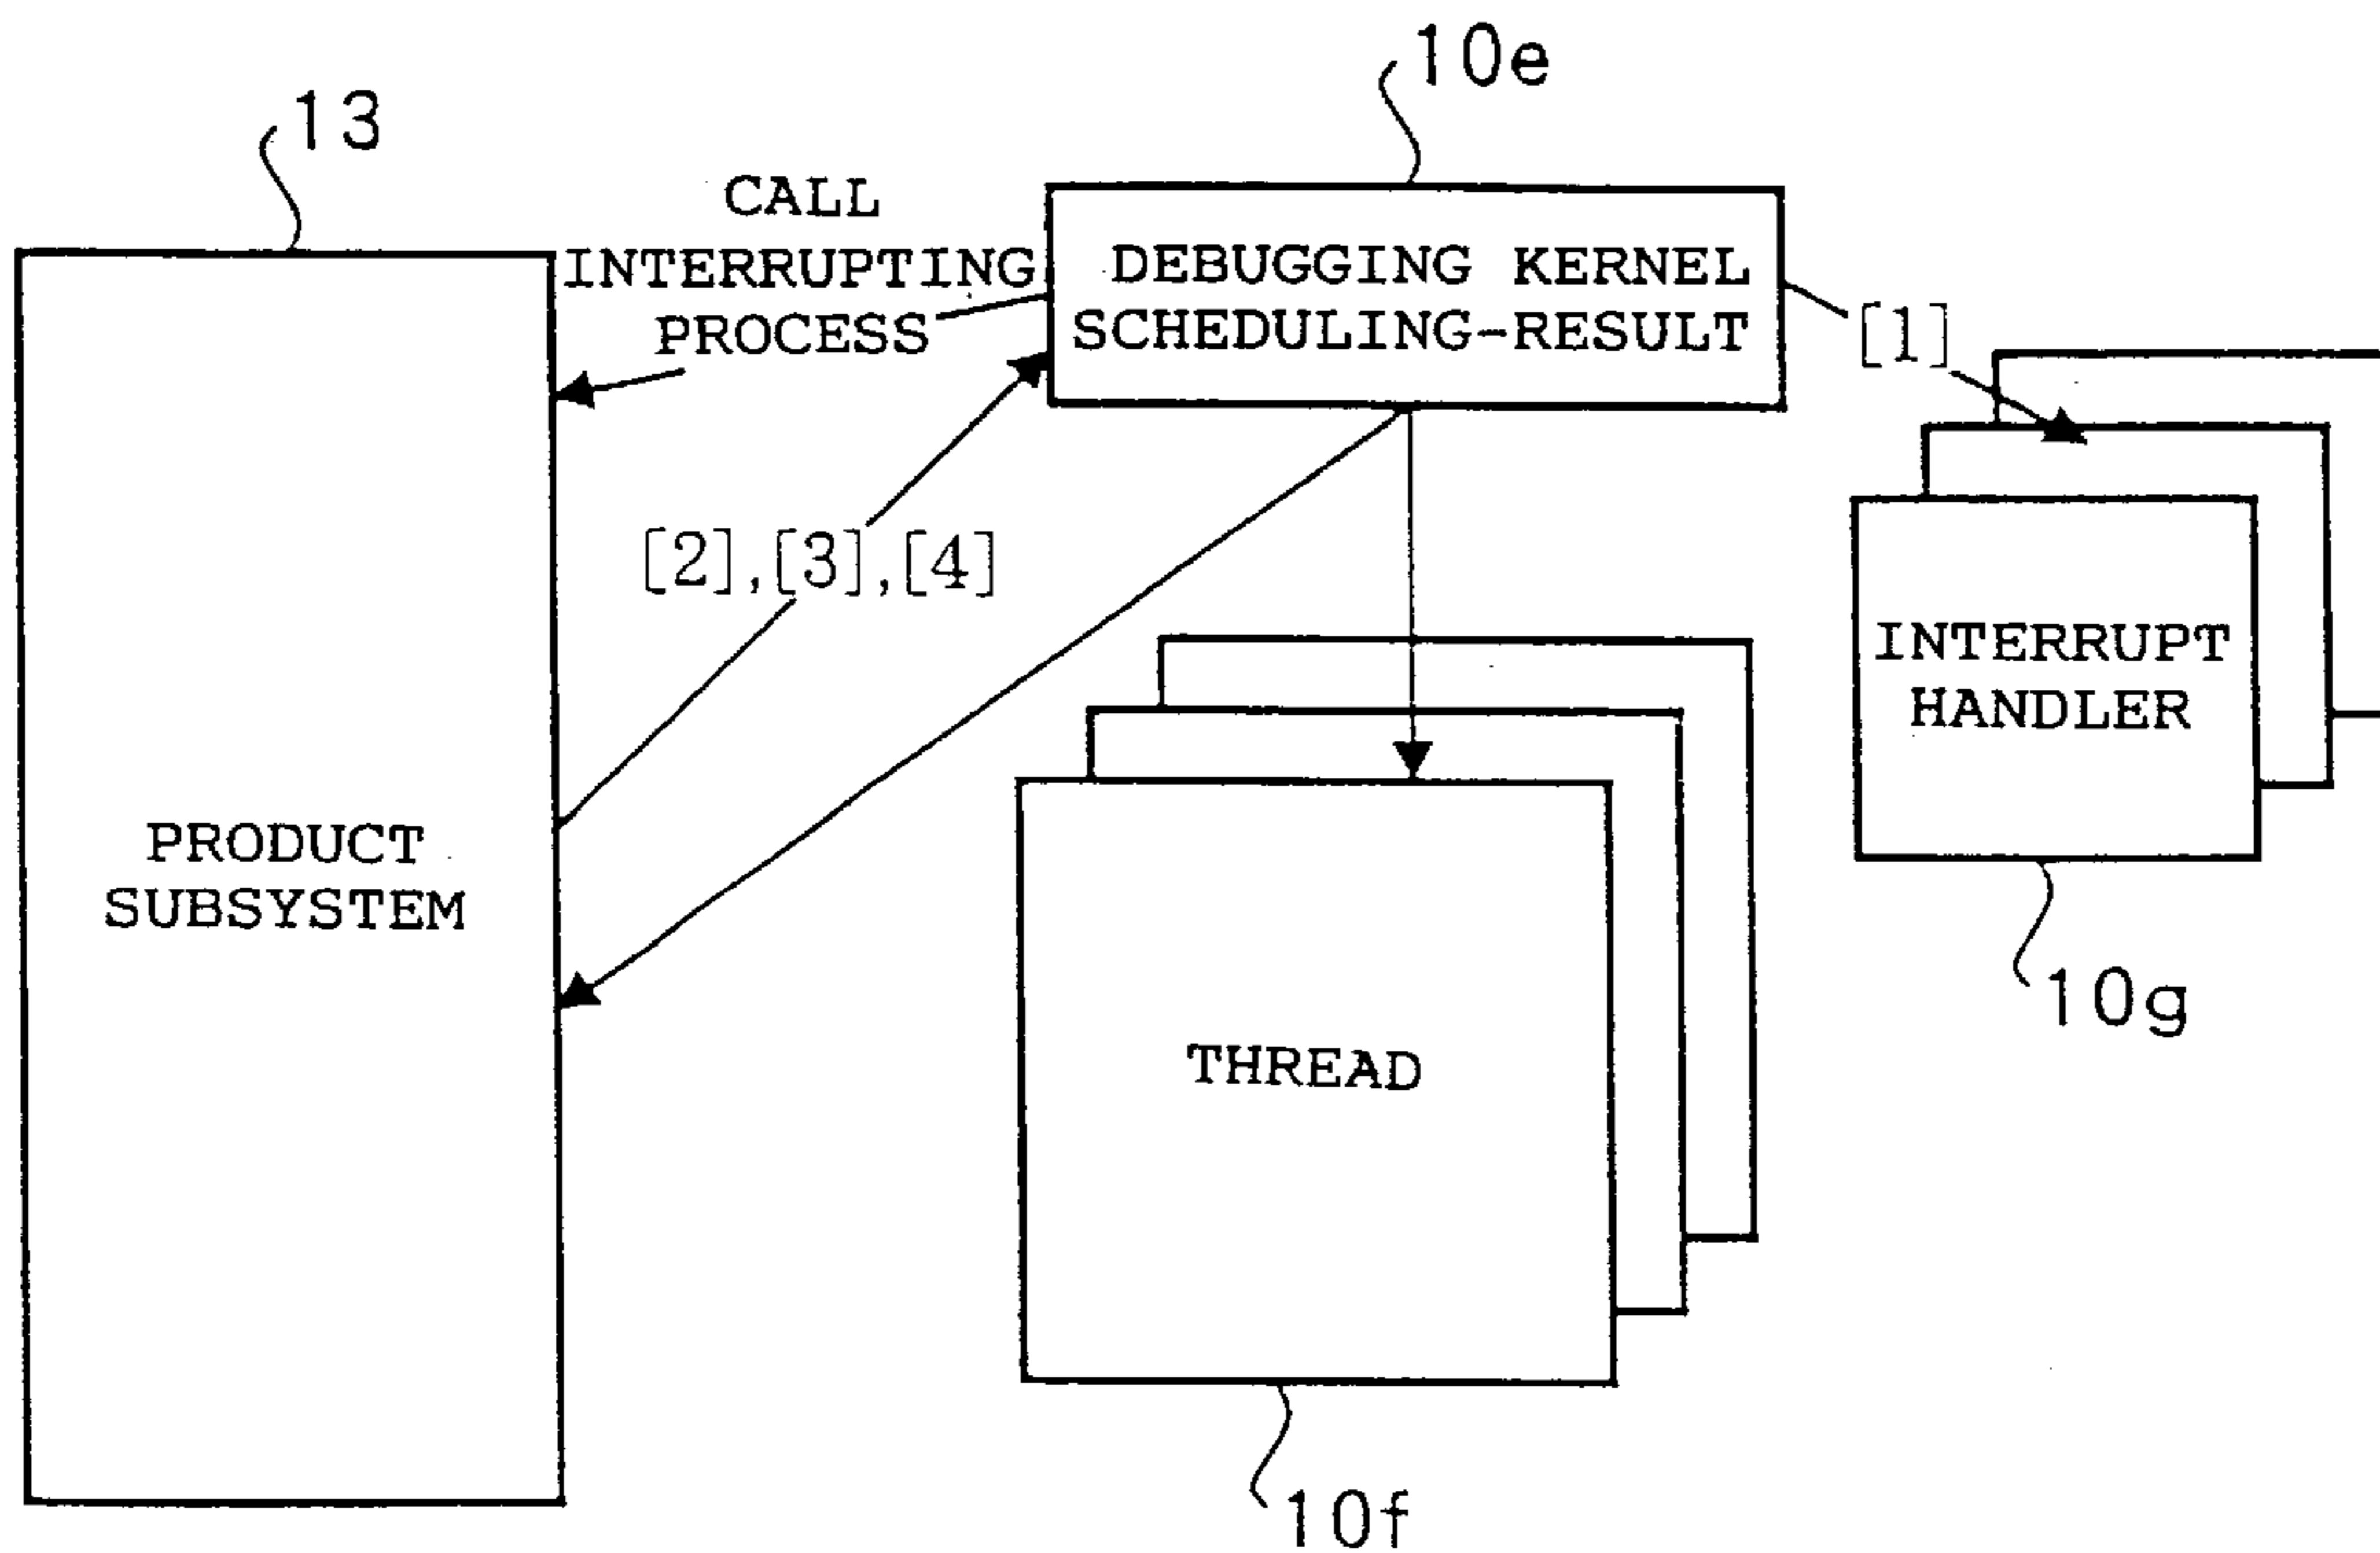 10e
13
CALL
INTERRUPTING
PROCESS
DEBUGGING KERNEL
SCHEDULING-RESULT
[1]
[2],[3],[4]
INTERRUPT
HANDLER
PRODUCT
SUBSYSTEM
10g
THREAD
10f